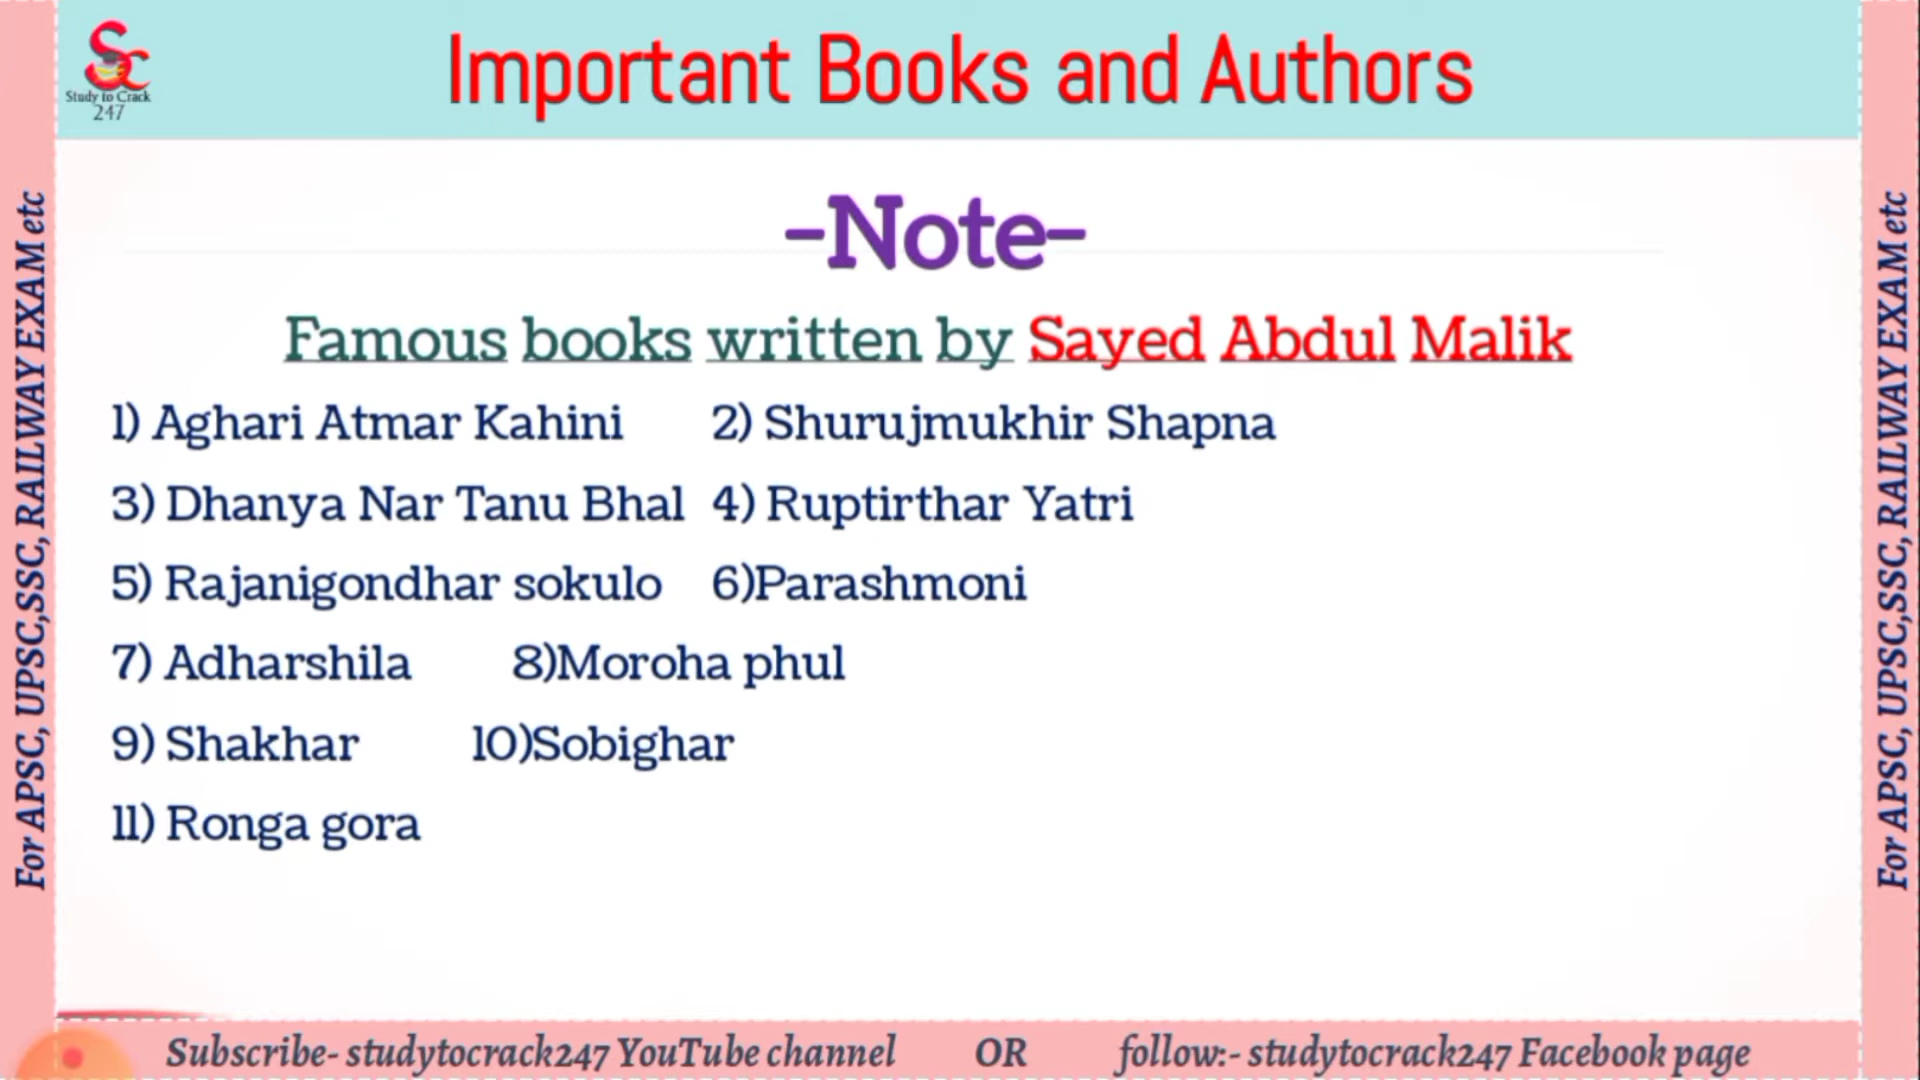 Sc
Study to Crack
247
Important Books and Authors
-Note-
Famous books written by Sayed Abdul Malik
1) Aghari Atmar Kahini 2) Shurujmukhir Shapna
3) Dhanya Nar Tanu Bhal 4) Ruptirthar Yatri
5) Rajanigondhar sokulo 6)Parashmoni
7) Adharshila 8)Moroha phul
9) Shakhar 10)Sobighar
11) Ronga gora
For APSC, UPSC,SSC, RAILWAY EXAM etc
For APSC, UPSC,SSC, RAILWAY EXAM etc
Subscribe- studytocrack247 YouTube channel OR follow:- studytocrack247 Facebook page